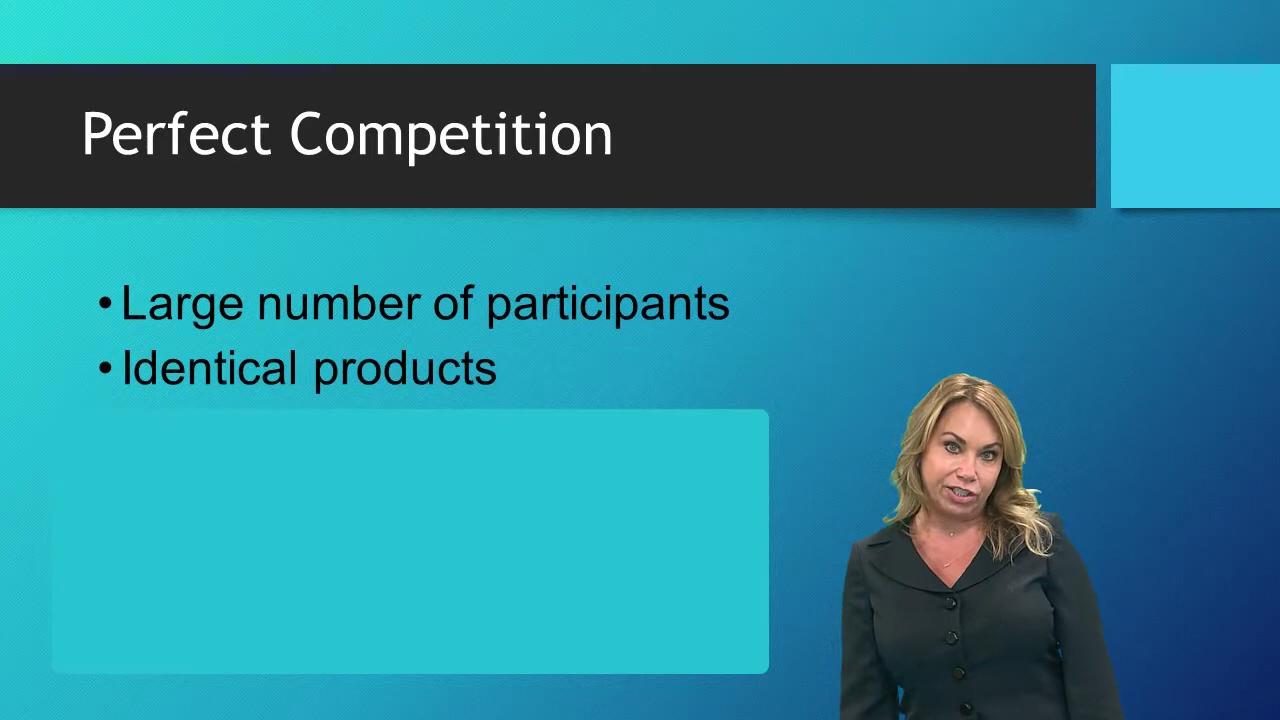 Perfect Competition
• Large number of participants
• Identical products